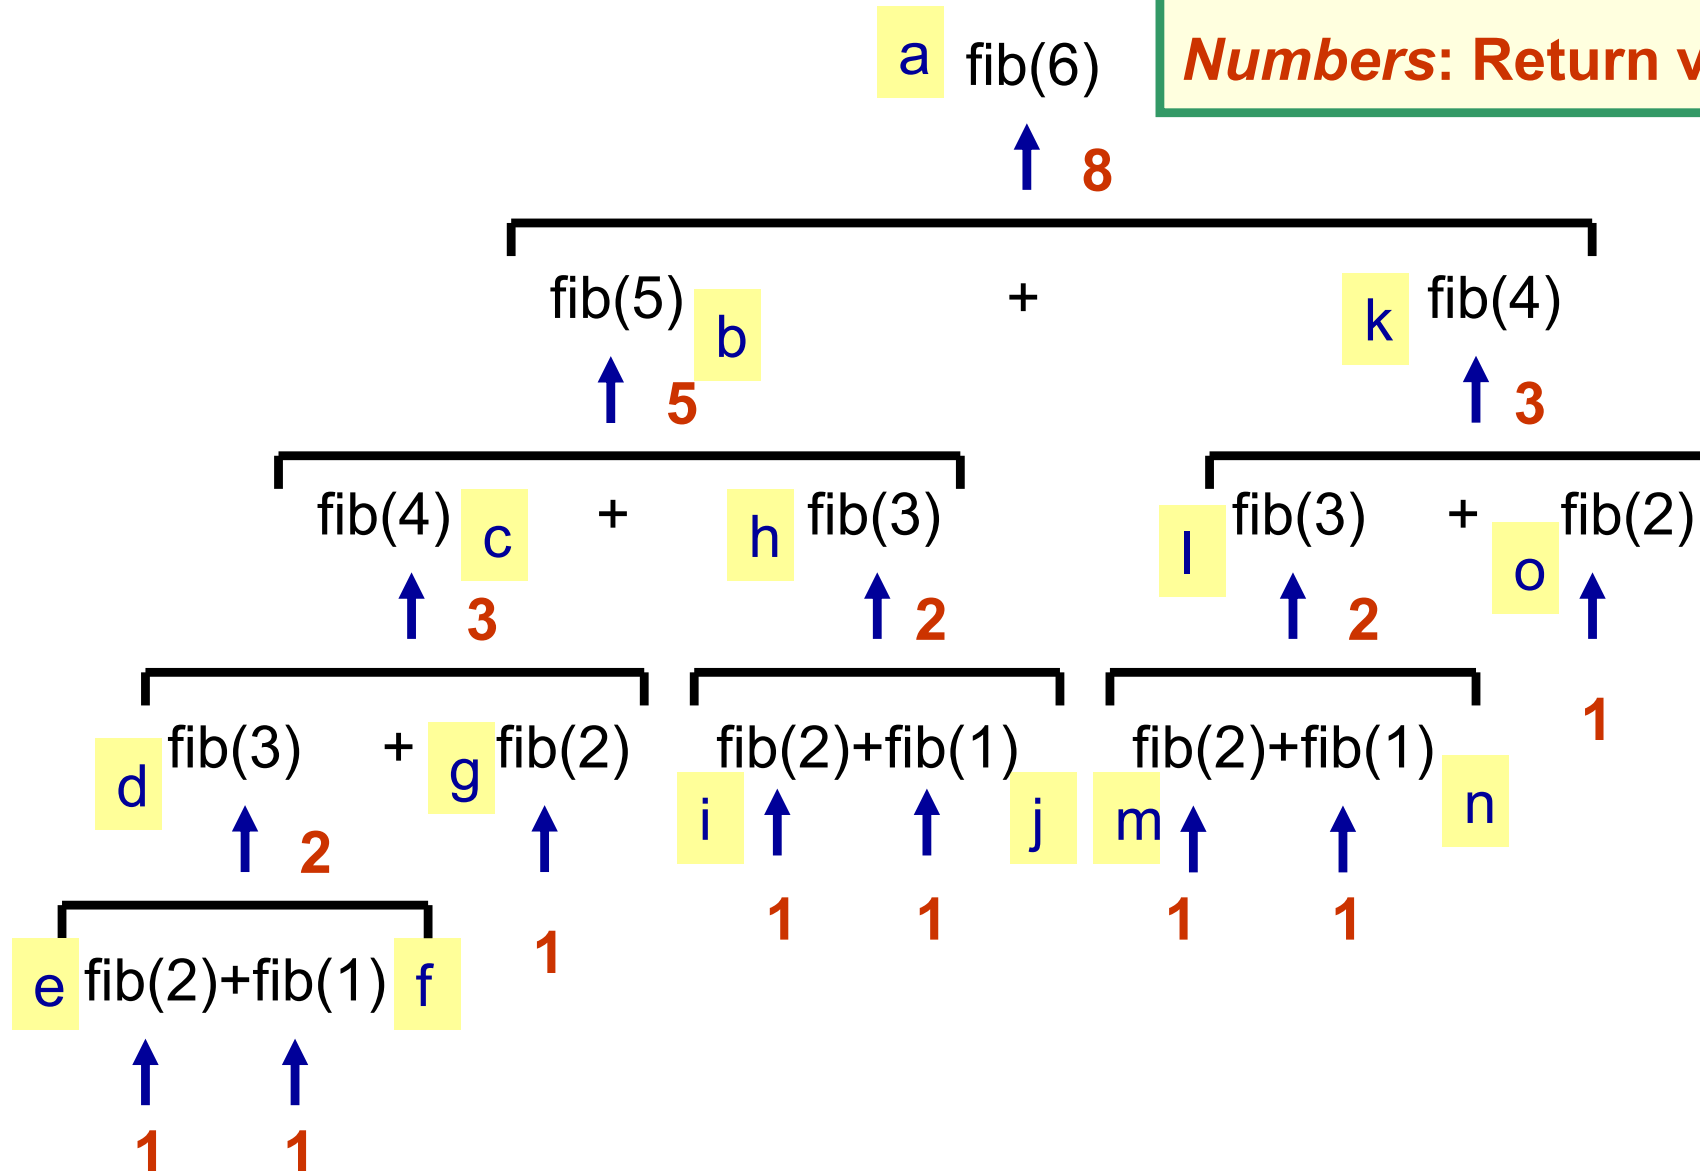 a fib(6)
Numbers: Return
8
fib(5) b + k fib(4)
5 3
fib(4) c + h fib(3) l fib(3) + o fib(2)
3 2 2
1
d fib(3) + g fib(2) i fib(2)+fib(1) j m fib(2)+fib(1) n
2
1 1 1 1
1
e fib(2)+fib(1) f
1 1